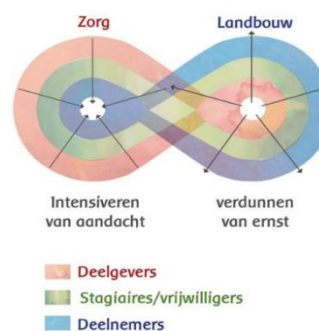 Zorg
Landbouw
Intensiveren
van aandacht
verdunnen
van ernst
Deelgevers
Stagiaires/vrijwilligers
Deelnemers